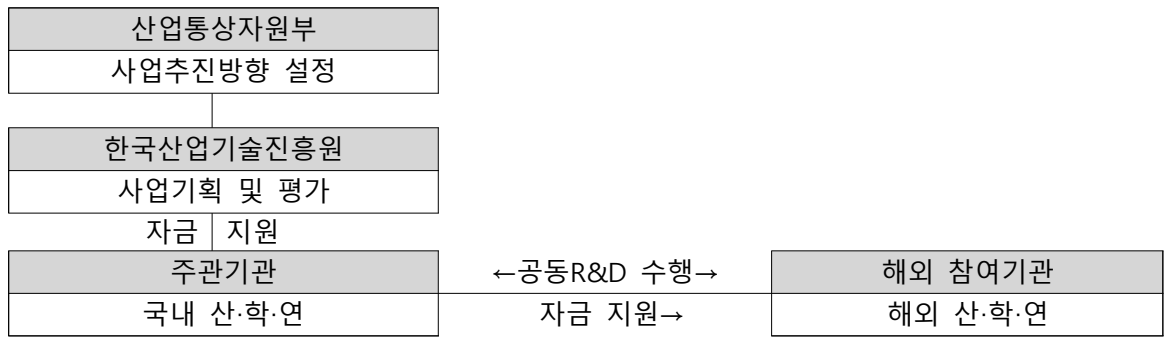 산업통상자원부
사업추진방향 설정
한국산업기술진흥원
사업기획 및 평가
자금 지원
주관기관
국내 산·학·연
←공동R&D 수행→
자금 지원→
해외 참여기관
해외 산·학·연